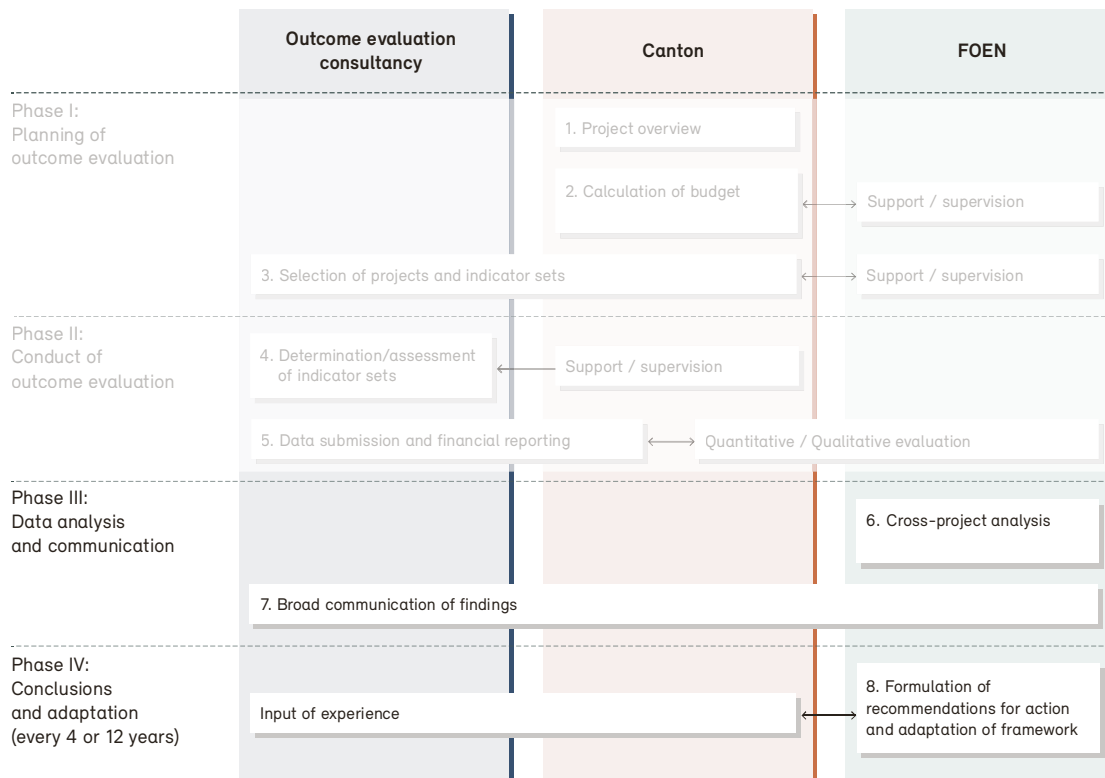 Outcome evaluation
consultancy
Canton
FOEN
Phase I:
Planning of
outcome evaluation
1. Project overview
2. Calculation of budget
Support / supervision
3. Selection of projects and indicator sets
Support / supervision
Phase II:
Conduct of
outcome evaluation
4. Determination/assessment
of indicator sets
Support / supervision
5. Data submission and financial reporting
Quantitative / Qualitative evaluation
Phase III:
Data analysis
and communication
6. Cross-project analysis
7. Broad communication of findings
Phase IV:
Conclusions
and adaptation
(every 4 or 12 years)
Input of experience
8. Formulation of
recommendations for action
and adaptation of framework